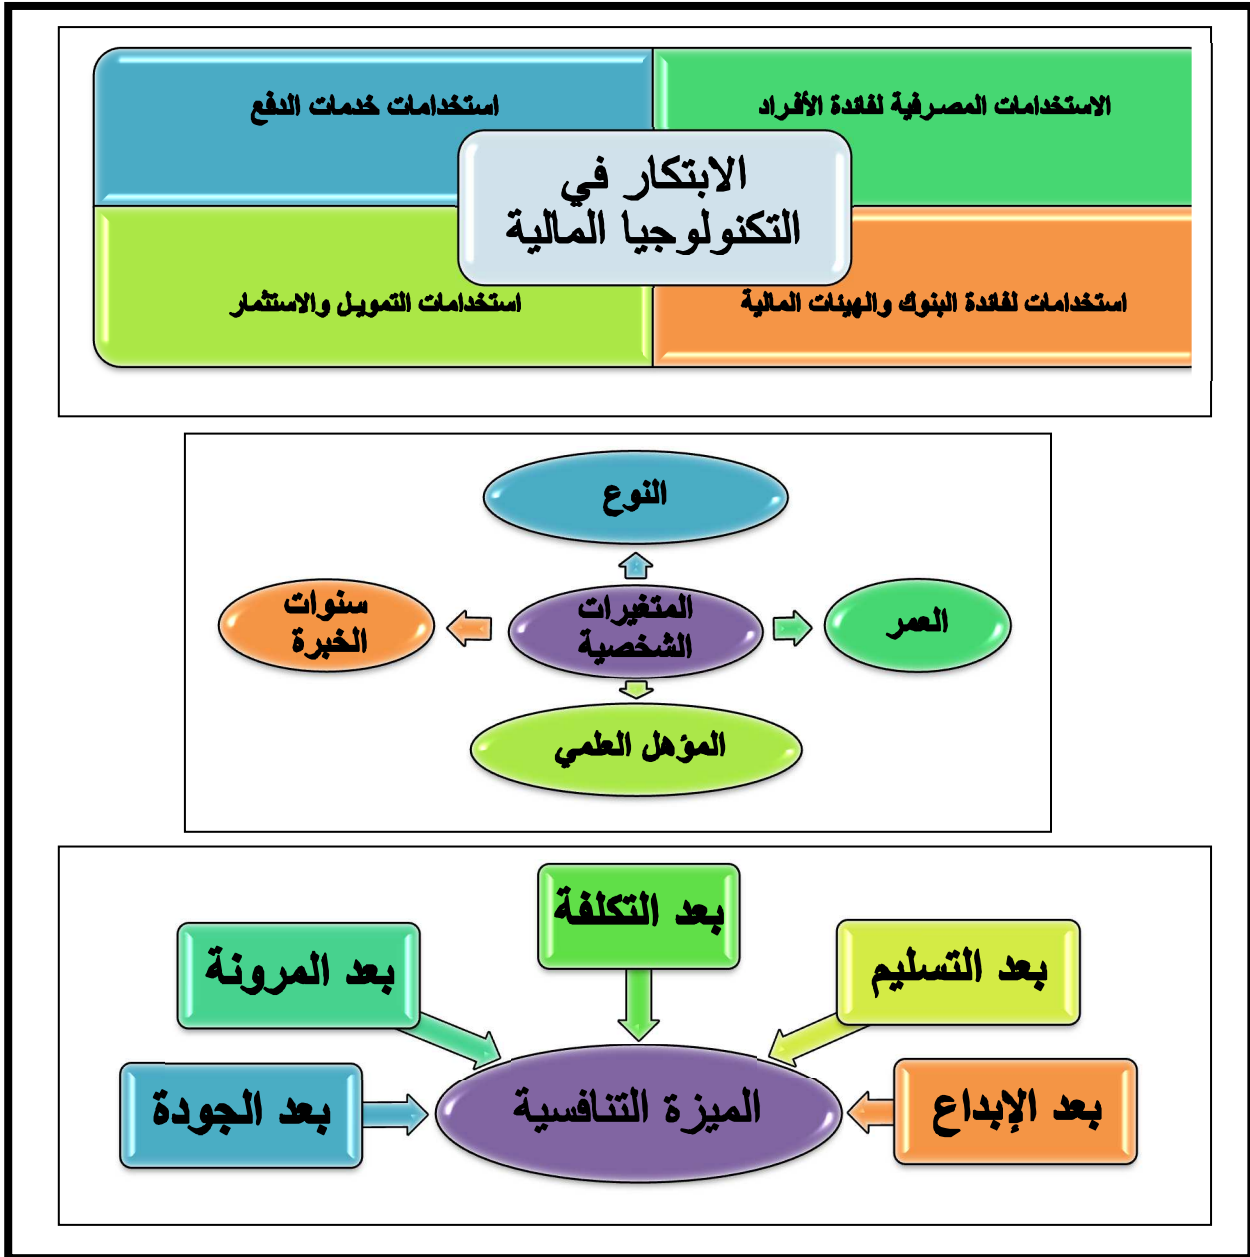 الاستخدامات المصرفية لفائدة الأفراد
استخدامات خدمات الدفع
الابتكار في
التكنولوجيا المالية
استخدامات لفائدة البنوك والهيئات المالية
استخدامات التمويل والاستثمار
النوع
العمر
المتغيرات
الشخصية
سنوات
الخبرة
المؤهل العلمي
بعد التكلفة
بعد التسليم
بعد المرونة
بعد الإبداع
الميزة التنافسية
بعد الجودة